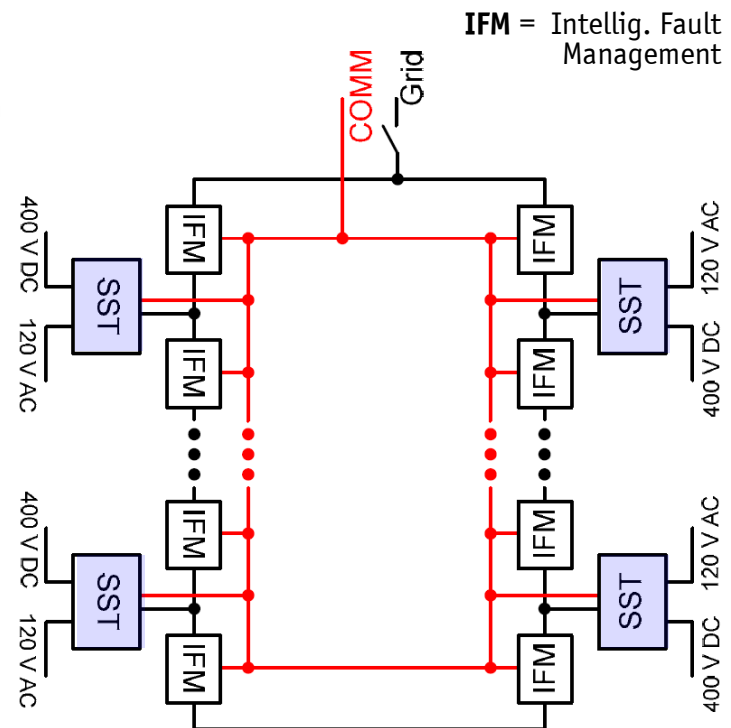 IFM = Intellig. Fault
Management
COMM
Grid
IFM
IFM
400 V DC
SST
120 V AC
120 V AC
SST
400 V DC
IFM
IFM
IFM
IFM
400 V DC
SST
120 V AC
120 V AC
SST
400 V DC
IFM
IFM